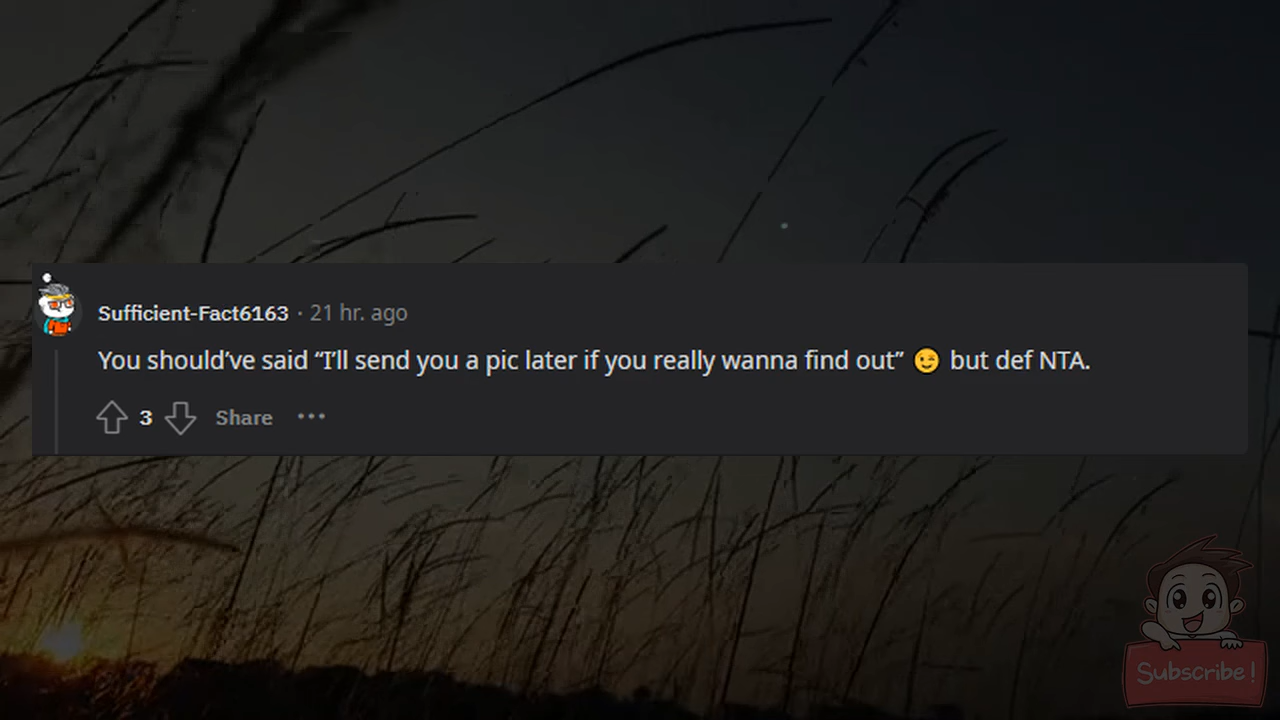 Sufficient-Fact6163 · 21 hr. ago
You should’ve said “I’ll send you a pic later if you really wanna find out” 😉 but def NTA.
3 Share ···
Subscribe!